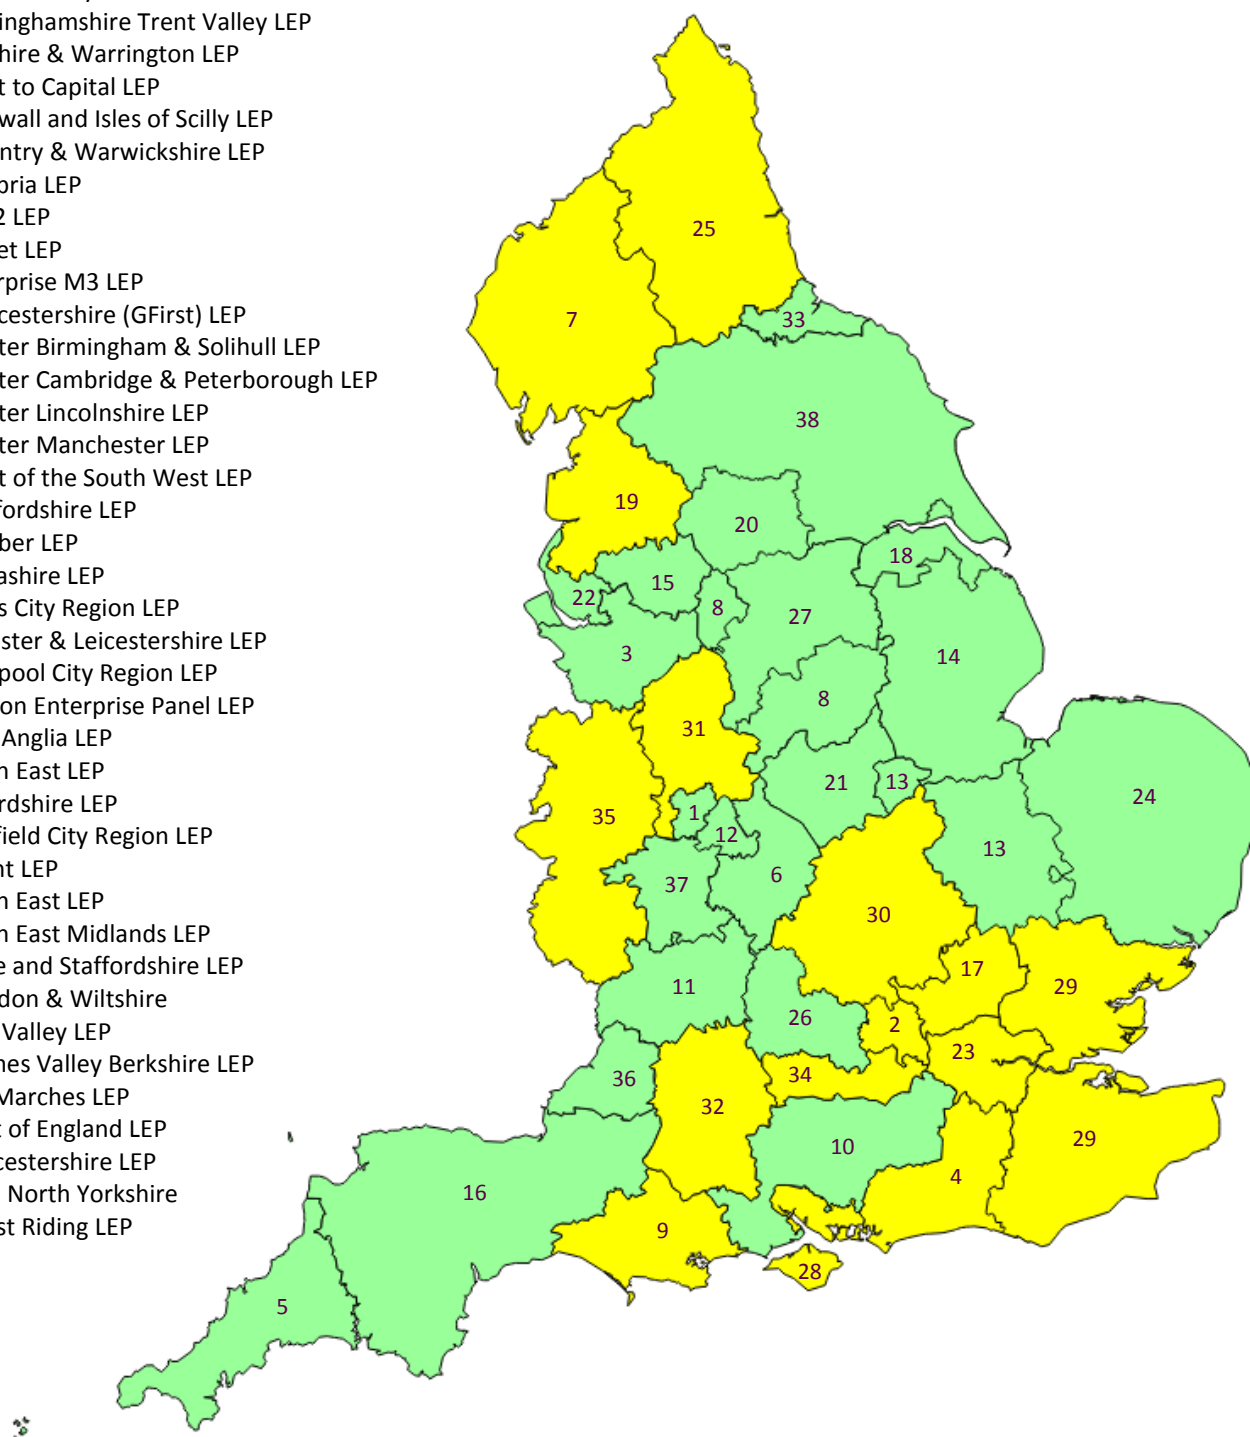 inghamshire Trent Valley LEP
hire & Warrington LEP
t to Capital LEP
wall and Isles of Scilly LEP
ntry & Warwickshire LEP
bria LEP
2 LEP
et LEP
rprise M3 LEP
cestershire (GFirst) LEP
ter Birmingham & Solihull LEP
ter Cambridge & Peterborough LEP
ter Lincolnshire LEP
ter Manchester LEP
t of the South West LEP
fordshire LEP
ber LEP
ashire LEP
s City Region LEP
ster & Leicestershire LEP
pool City Region LEP
on Enterprise Panel LEP
Anglia LEP
h East LEP
rdshire LEP
field City Region LEP
nt LEP
h East LEP
h East Midlands LEP
e and Staffordshire LEP
don & Wiltshire
Valley LEP
nes Valley Berkshire LEP
Marches LEP
t of England LEP
cestershire LEP
North Yorkshire
st Riding LEP
25
7
33
38
19
20
18
15
22
8
27
3
14
8
31
21
13
24
1
35
12
13
6
37
30
17
11
29
26
2
23
34
36
32
10
29
4
16
9
28
5